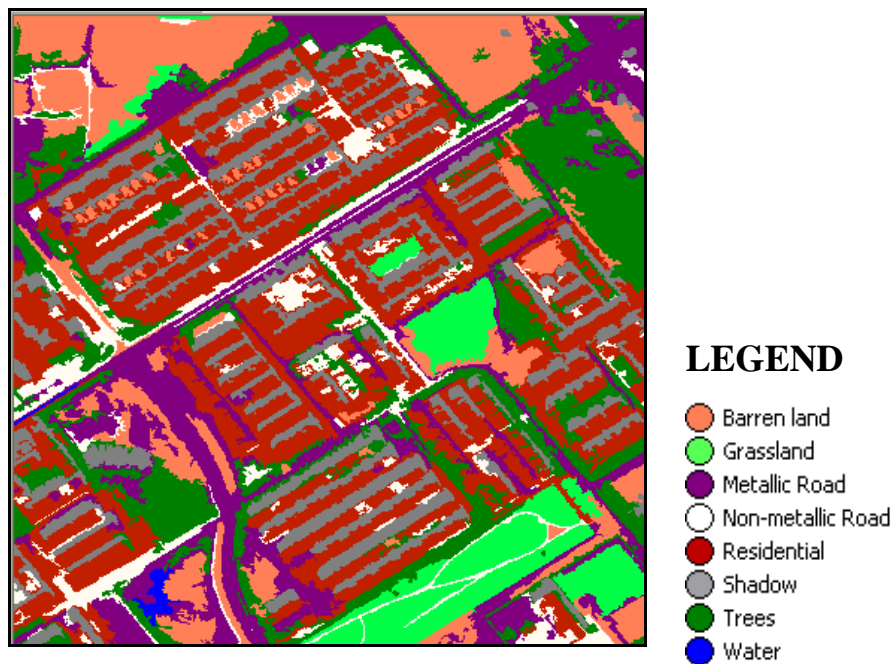 LEGEND
Barren land
Grassland
Metallic Road
Non-metallic Road
Residential
Shadow
Trees
Water